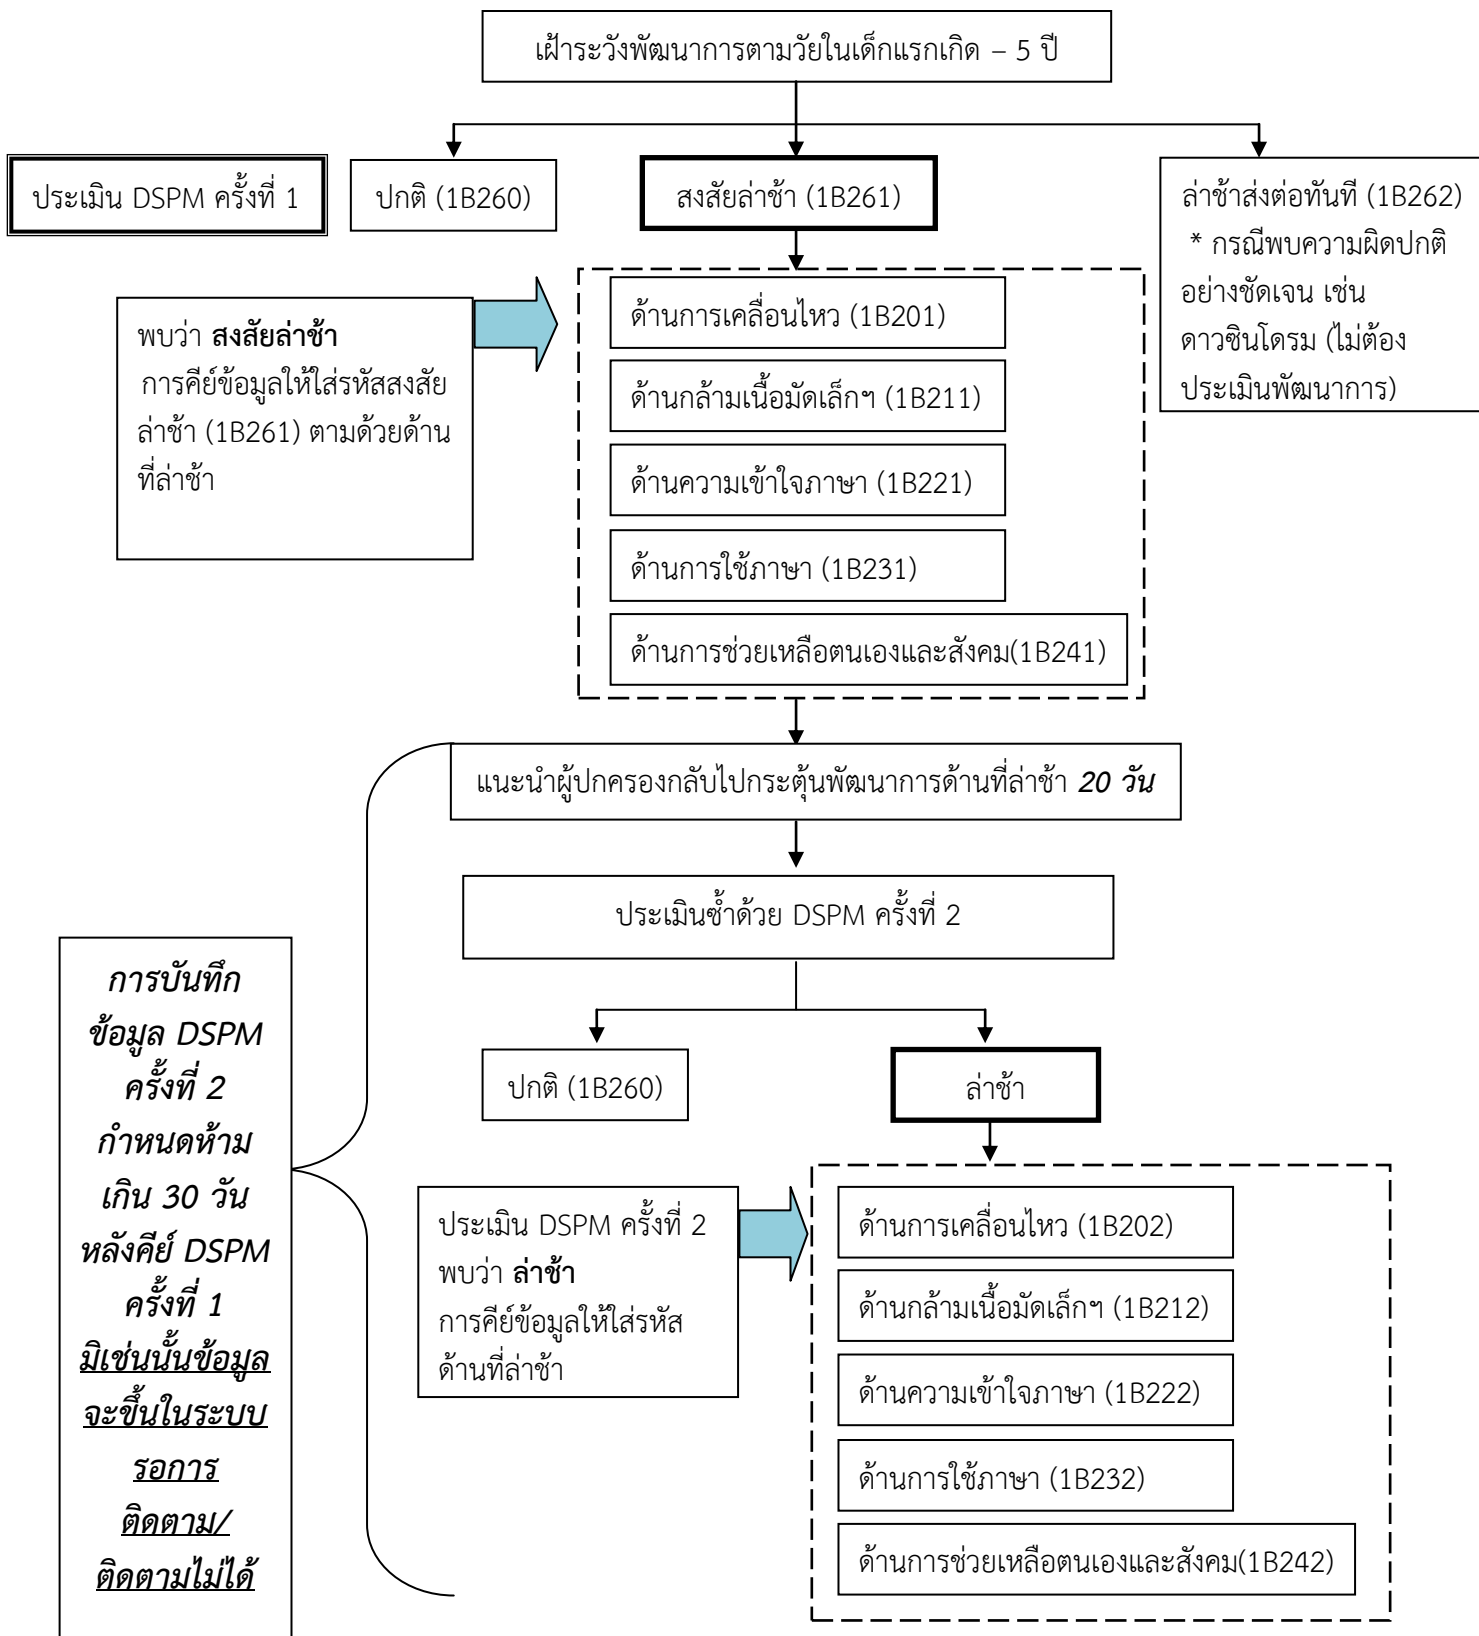 เฝ้าระวังพัฒนาการตามวัยในเด็กแรกเกิด – 5 ปี
ประเมิน DSPM ครั้งที่ 1
ปกติ (1B260)
สงสัยล่าช้า (1B261)
ล่าช้าส่งต่อทันที (1B262)
* กรณีพบความผิดปกติ
อย่างชัดเจน เช่น
ดาวซินโดรม (ไม่ต้อง
ประเมินพัฒนาการ)
พบว่า สงสัยล่าช้า
การคีย์ข้อมูลให้ใส่รหัสสงสัย
ล่าช้า (1B261) ตามด้วยด้าน
ที่ล่าช้า
ด้านการเคลื่อนไหว (1B201)
ด้านกล้ามเนื้อมัดเล็กฯ (1B211)
ด้านความเข้าใจภาษา (1B221)
ด้านการใช้ภาษา (1B231)
ด้านการช่วยเหลือตนเองและสังคม(1B241)
แนะนำผู้ปกครองกลับไปกระตุ้นพัฒนาการด้านที่ล่าช้า 20 วัน
ประเมินซ้ำด้วย DSPM ครั้งที่ 2
การบันทึก
ข้อมูล DSPM
ครั้งที่ 2
กำหนดห้าม
เกิน 30 วัน
หลังคีย์ DSPM
ครั้งที่ 1
มิเช่นนั้นข้อมูล
จะขึ้นในระบบ
รอการ
ติดตาม/
ติดตามไม่ได้
ปกติ (1B260)
ล่าช้า
ประเมิน DSPM ครั้งที่ 2
พบว่า ล่าช้า
การคีย์ข้อมูลให้ใส่รหัส
ด้านที่ล่าช้า
ด้านการเคลื่อนไหว (1B202)
ด้านกล้ามเนื้อมัดเล็กฯ (1B212)
ด้านความเข้าใจภาษา (1B222)
ด้านการใช้ภาษา (1B232)
ด้านการช่วยเหลือตนเองและสังคม(1B242)